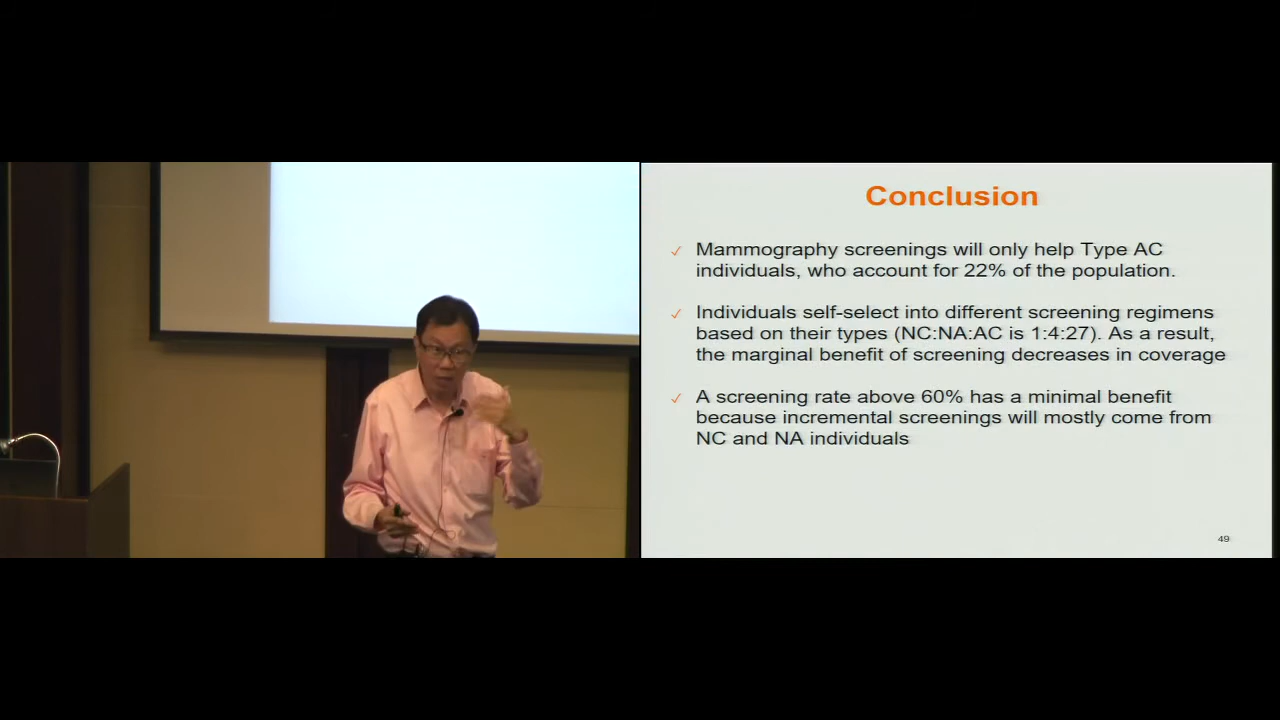 Conclusion
✓ Mammography screenings will only help Type AC
individuals, who account for 22% of the population.
✓ Individuals self-select into different screening regimens
based on their types (NC:NA:AC is 1:4:27). As a result,
the marginal benefit of screening decreases in coverage
✓ A screening rate above 60% has a minimal benefit
because incremental screenings will mostly come from
NC and NA individuals
49